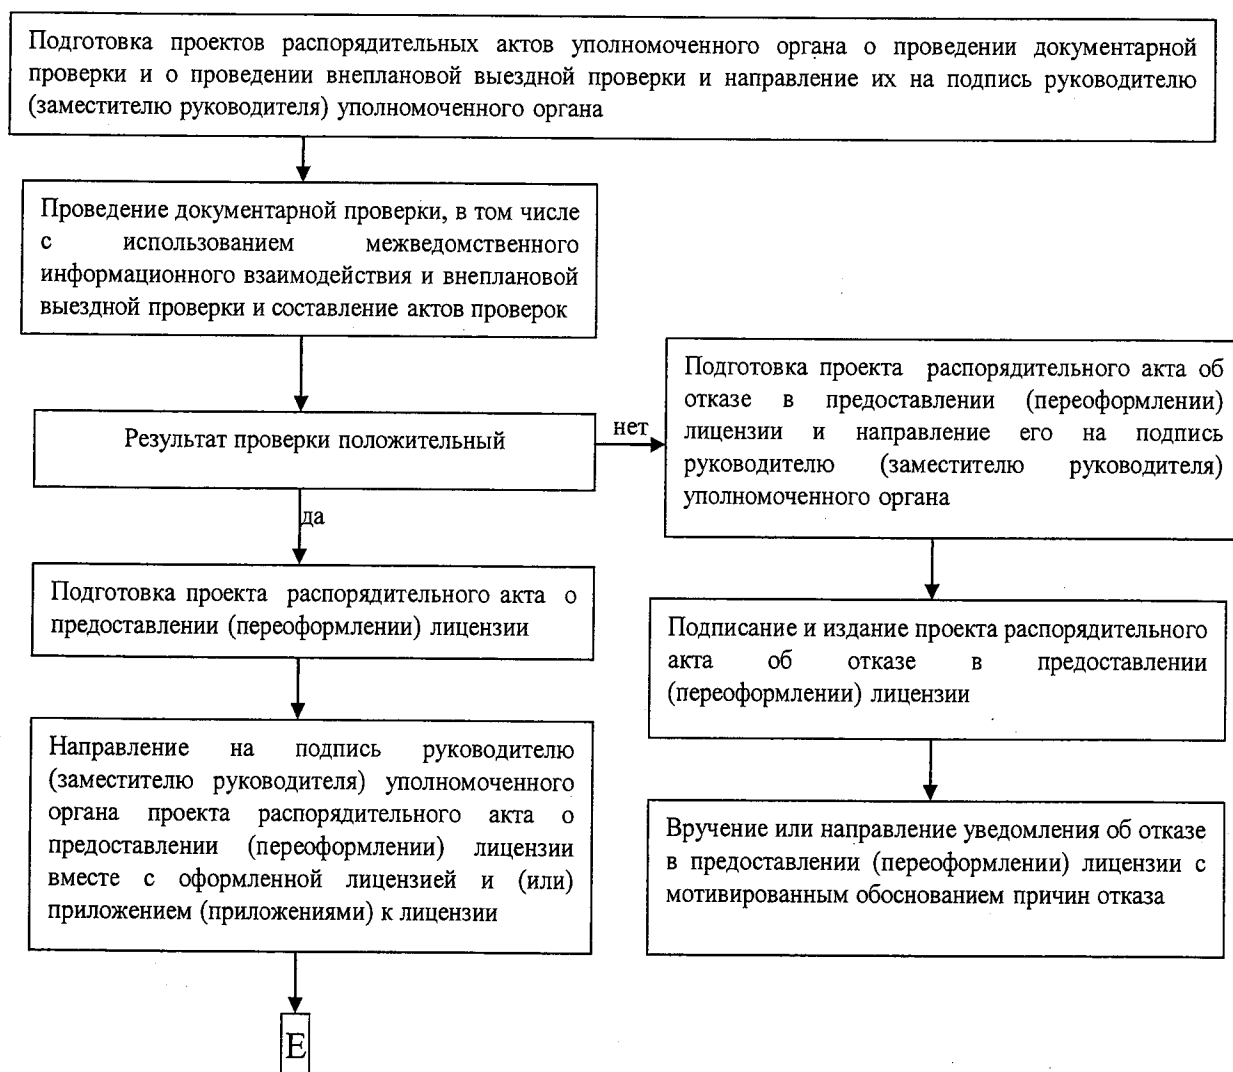 Подготовка проектов распорядительных актов уполномоченного органа о проведении документарной
проверки и о проведении внеплановой выездной проверки и направление их на подпись руководителю
(заместителю руководителя) уполномоченного органа
Проведение документарной проверки, в том числе
с использованием межведомственного
информационного взаимодействия и внеплановой
выездной проверки и составление актов проверок
Результат проверки положительный
нет
Подготовка проекта распорядительного акта об
отказе в предоставлении (переоформлении)
лицензии и направление его на подпись
руководителю (заместителю руководителя)
уполномоченного органа
да
Подготовка проекта распорядительного акта о
предоставлении (переоформлении) лицензии
Подписание и издание проекта распорядительного
акта об отказе в предоставлении
(переоформлении) лицензии
Направление на подпись руководителю
(заместителю руководителя) уполномоченного
органа проекта распорядительного акта о
предоставлении (переоформлении) лицензии
вместе с оформленной лицензией и (или)
приложением (приложениями) к лицензии
Вручение или направление уведомления об отказе
в предоставлении (переоформлении) лицензии с
мотивированным обоснованием причин отказа
Е